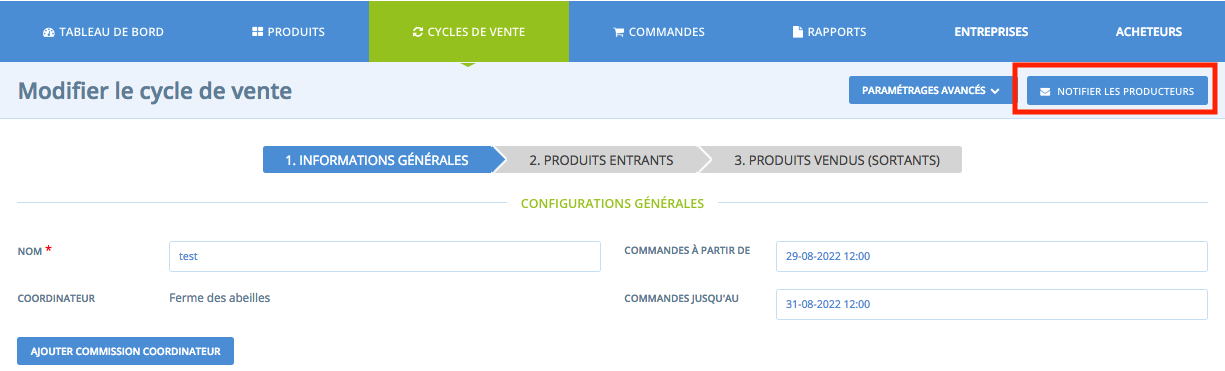 TABLEAU DE BORD PRODUITS CYCLES DE VENTE COMMANDES RAPPORTS ENTREPRISES ACHETEURS
Modifier le cycle de vente PARAMÉTRAGES AVANCÉS NOTIFIER LES PRODUCTEURS
1. INFORMATIONS GÉNÉRALES 2. PRODUITS ENTRANTS 3. PRODUITS VENDUS (SORTANTS)
CONFIGURATIONS GÉNÉRALES
NOM * test COMMANDES À PARTIR DE 29-08-2022 12:00
COORDINATEUR Ferme des abeilles COMMANDES JUSQU'AU 31-08-2022 12:00
AJOUTER COMMISSION COORDINATEUR